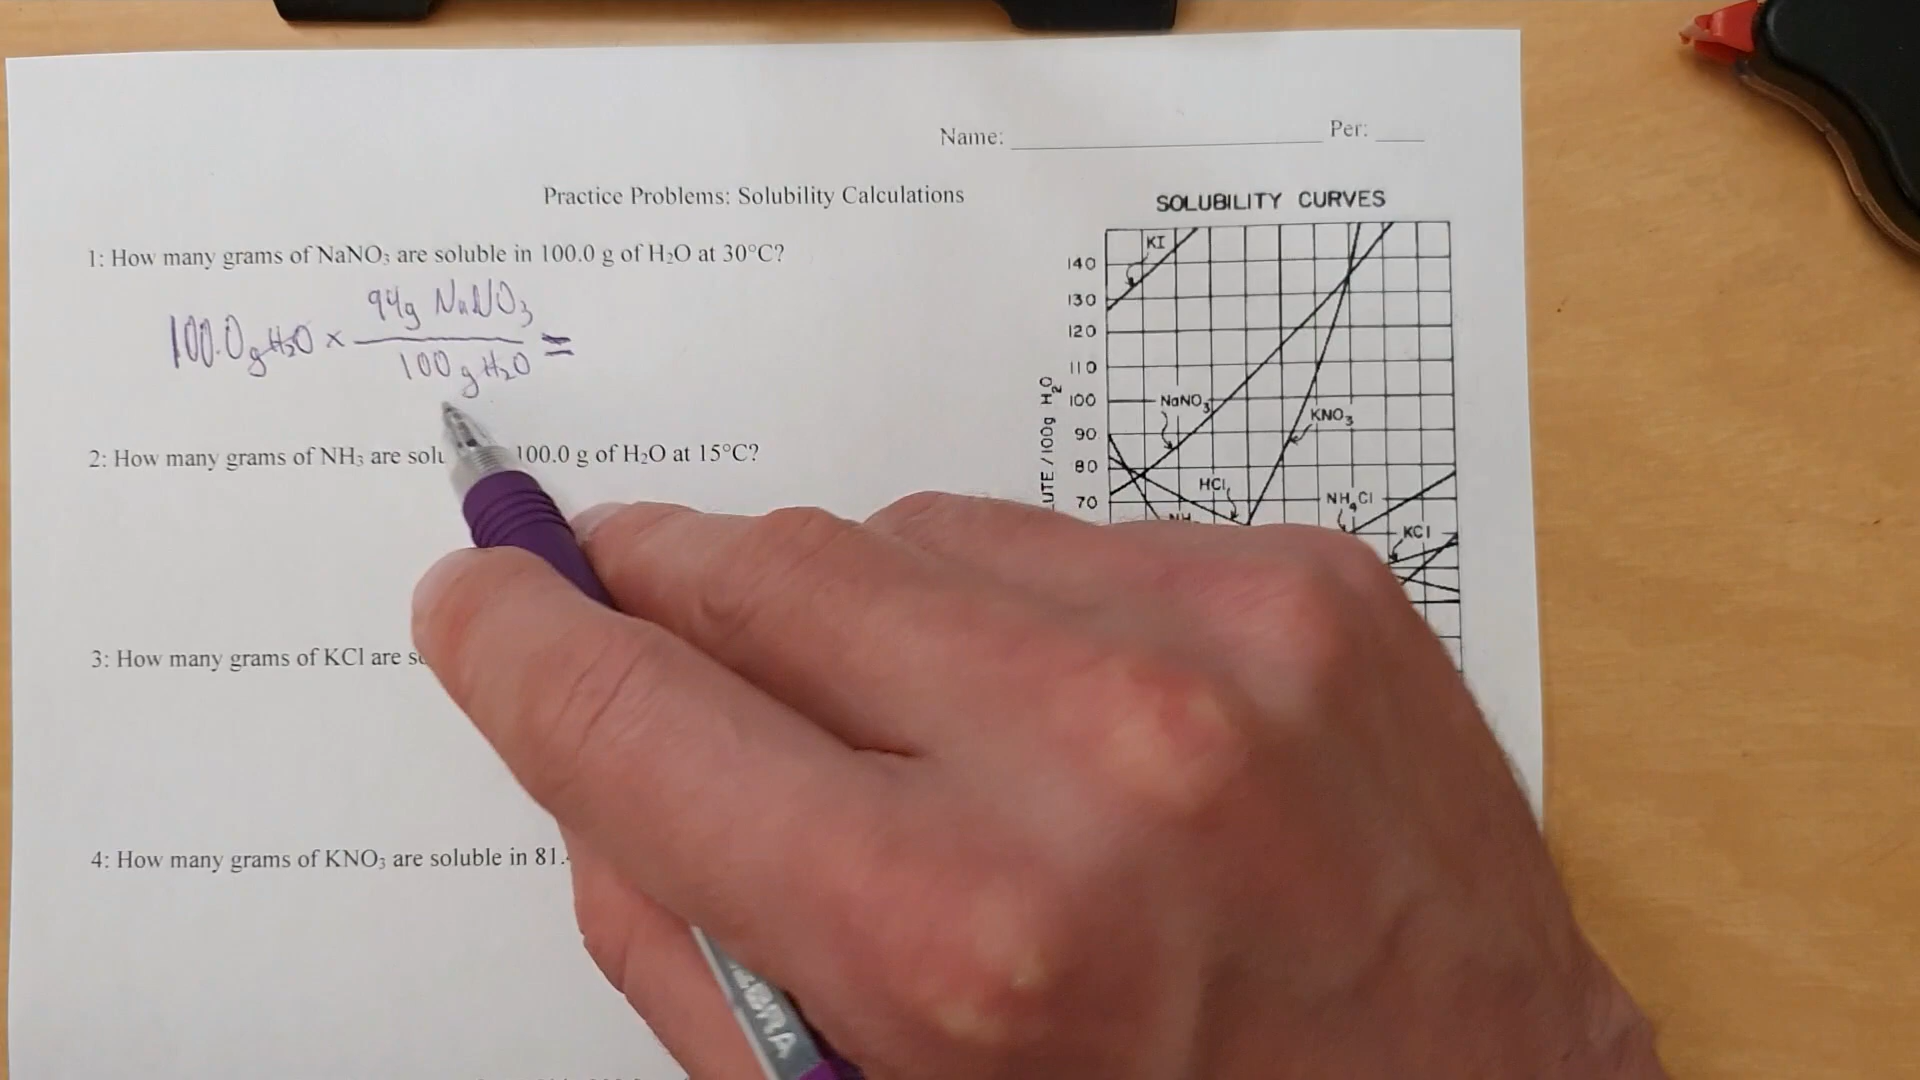 Name: ______ Per: ____
Practice Problems: Solubility Calculations
1: How many grams of NaNO₃ are soluble in 100.0 g of H₂O at 30°C?
94g NaNO₃
100.0 g H₂O × =
100 g H₂O
2: How many grams of NH₃ are 100.0 g of H₂O at 15°C?
3: How many grams of KCl are
4: How many grams of KNO₃ are soluble in 81.
SOLUBILITY CURVES
KI
140
130
120
110
100
NaNO₃
KNO₃
90
80
HCl
NH₄Cl
70
KCl
/100g H₂O
ZEBRA